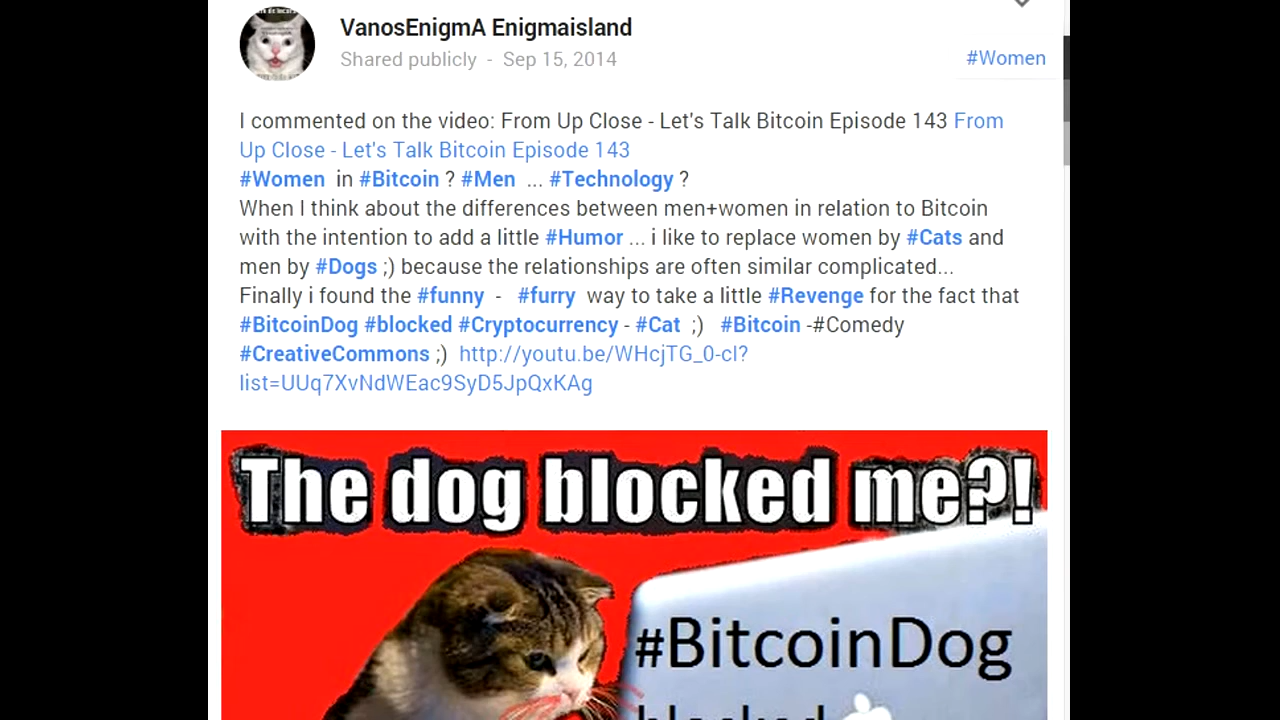 VanosEnigmA Enigmaisland
Shared publicly - Sep 15, 2014
#Women
I commented on the video: From Up Close - Let's Talk Bitcoin Episode 143 From
Up Close - Let's Talk Bitcoin Episode 143
#Women in #Bitcoin ? #Men ... #Technology ?
When I think about the differences between men+women in relation to Bitcoin
with the intention to add a little #Humor ... i like to replace women by #Cats and
men by #Dogs ;) because the relationships are often similar complicated...
Finally i found the #funny - #furry way to take a little #Revenge for the fact that
#BitcoinDog #blocked #Cryptocurrency - #Cat ;) #Bitcoin -#Comedy
#CreativeCommons ;) http://youtu.be/WHcjTG_0-cI?
list=UUq7XvNdWEac9SyD5JpQxKAg
The dog blocked me?!
#BitcoinDog
blocked